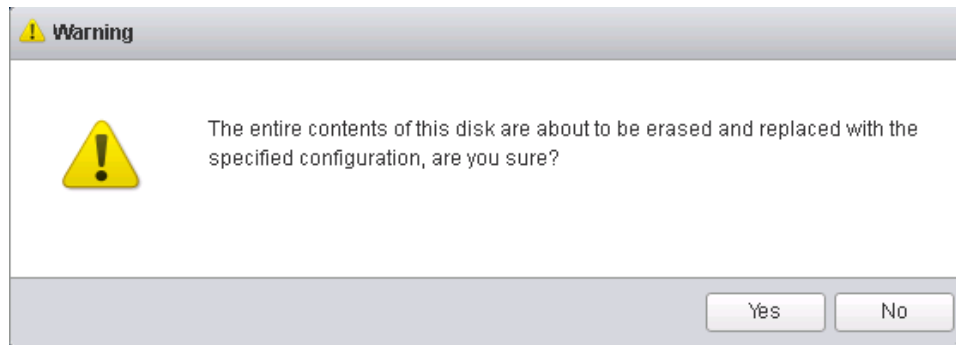 Warning
The entire contents of this disk are about to be erased and replaced with the
specified configuration, are you sure?
Yes No